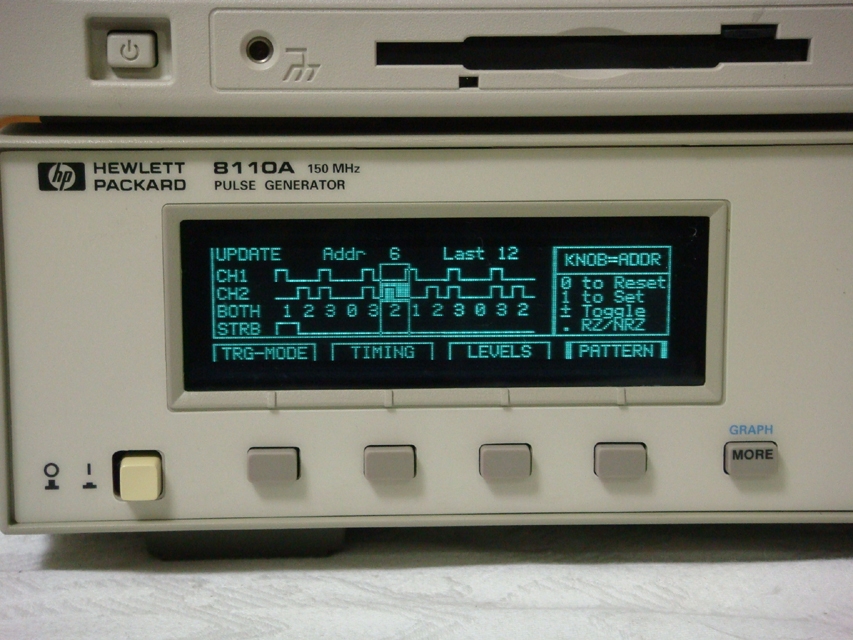 hp HEWLETT PACKARD
8110A 150 MHz
PULSE GENERATOR
UPDATE Addr 6 Last 12
CH1
CH2
BOTH 1 2 3 0 3 2 1 2 3 0 3 2
STRB
KNOB=ADDR
0 to Reset
1 to Set
± Toggle
. RZ/NRZ
TRG-MODE TIMING LEVELS PATTERN
GRAPH
MORE